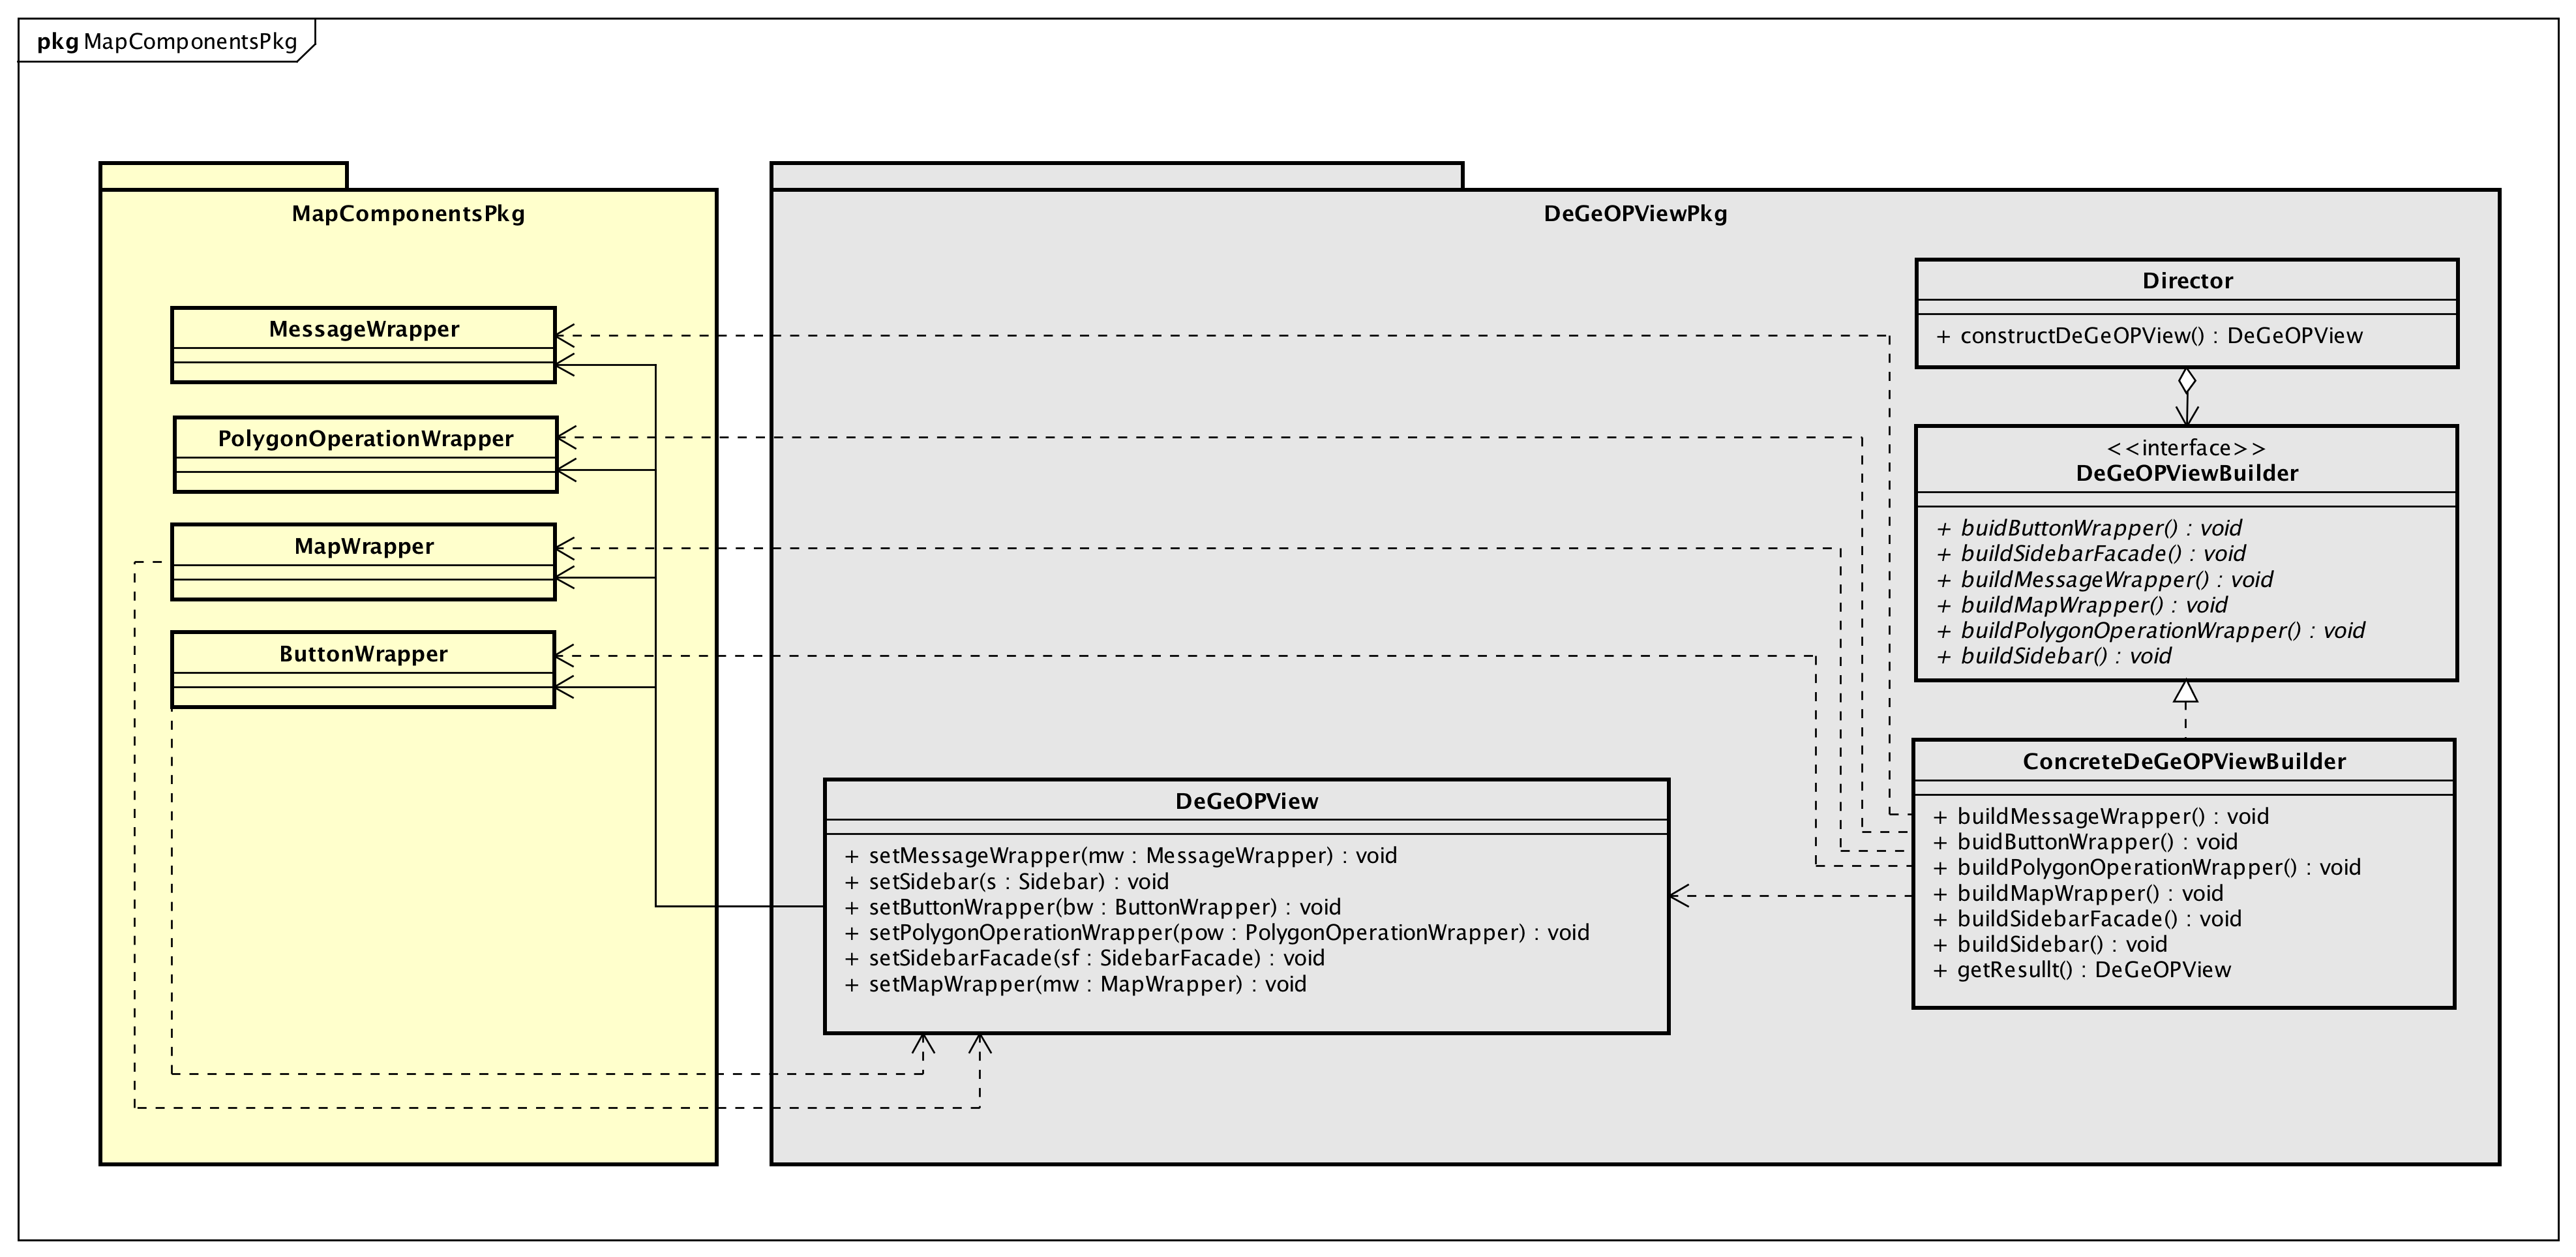 pkg MapComponentsPkg
MapComponentsPkg
MessageWrapper
PolygonOperationWrapper
MapWrapper
ButtonWrapper
DeGeOPViewPkg
Director
+ constructDeGeOPView() : DeGeOPView
<<interface>>
DeGeOPViewBuilder
+ buidButtonWrapper() : void
+ buildSidebarFacade() : void
+ buildMessageWrapper() : void
+ buildMapWrapper() : void
+ buildPolygonOperationWrapper() : void
+ buildSidebar() : void
DeGeOPView
+ setMessageWrapper(mw : MessageWrapper) : void
+ setSidebar(s : Sidebar) : void
+ setButtonWrapper(bw : ButtonWrapper) : void
+ setPolygonOperationWrapper(pow : PolygonOperationWrapper) : void
+ setSidebarFacade(sf : SidebarFacade) : void
+ setMapWrapper(mw : MapWrapper) : void
ConcreteDeGeOPViewBuilder
+ buildMessageWrapper() : void
+ buidButtonWrapper() : void
+ buildPolygonOperationWrapper() : void
+ buildMapWrapper() : void
+ buildSidebarFacade() : void
+ buildSidebar() : void
+ getResullt() : DeGeOPView